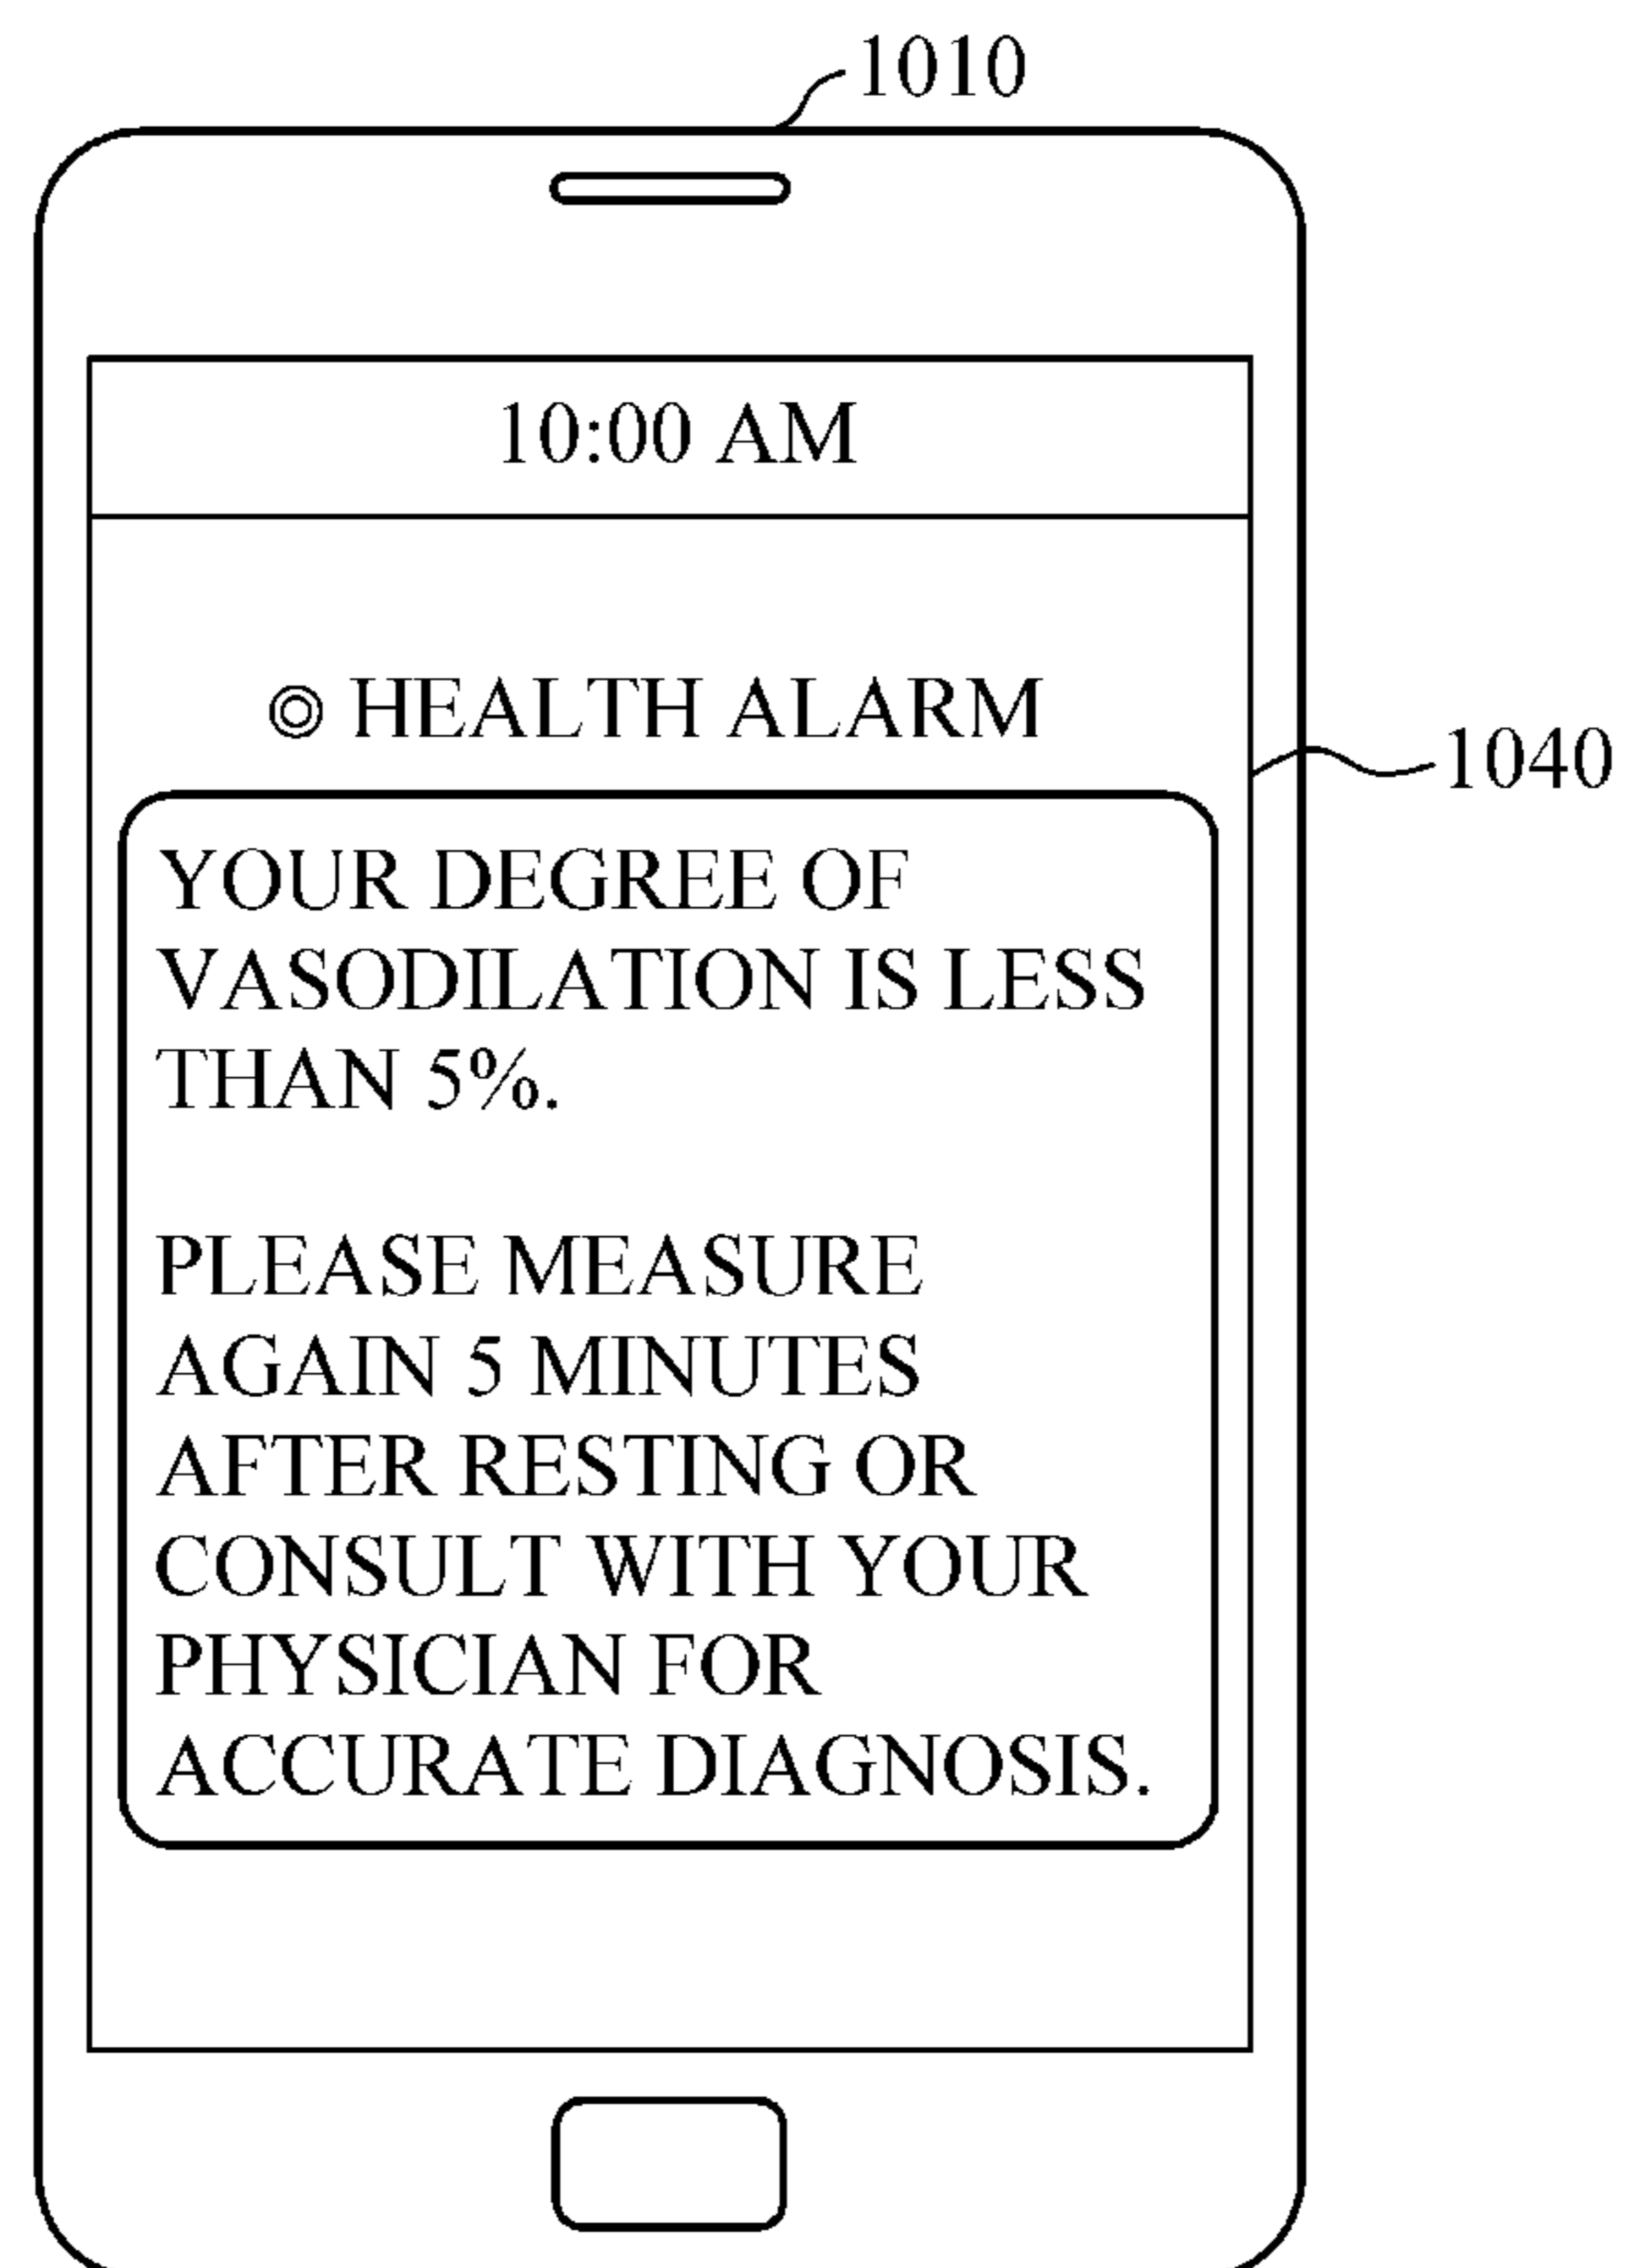 1010
10:00 AM
◎ HEALTH ALARM
1040
YOUR DEGREE OF
VASODILATION IS LESS
THAN 5%.
PLEASE MEASURE
AGAIN 5 MINUTES
AFTER RESTING OR
CONSULT WITH YOUR
PHYSICIAN FOR
ACCURATE DIAGNOSIS.